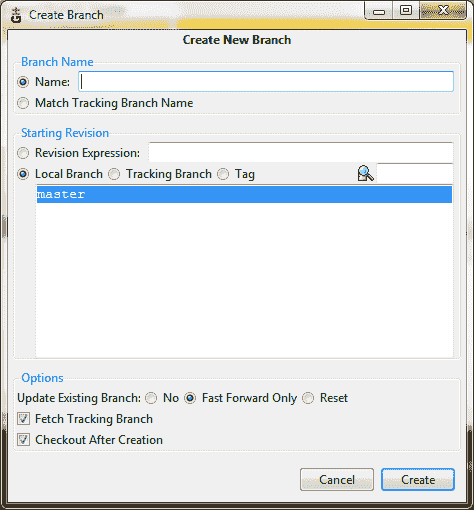 Create Branch
Create New Branch
Branch Name
Name:
Match Tracking Branch Name
Starting Revision
Revision Expression:
Local Branch Tracking Branch Tag
master
Options
Update Existing Branch: No Fast Forward Only Reset
Fetch Tracking Branch
Checkout After Creation
Cancel Create